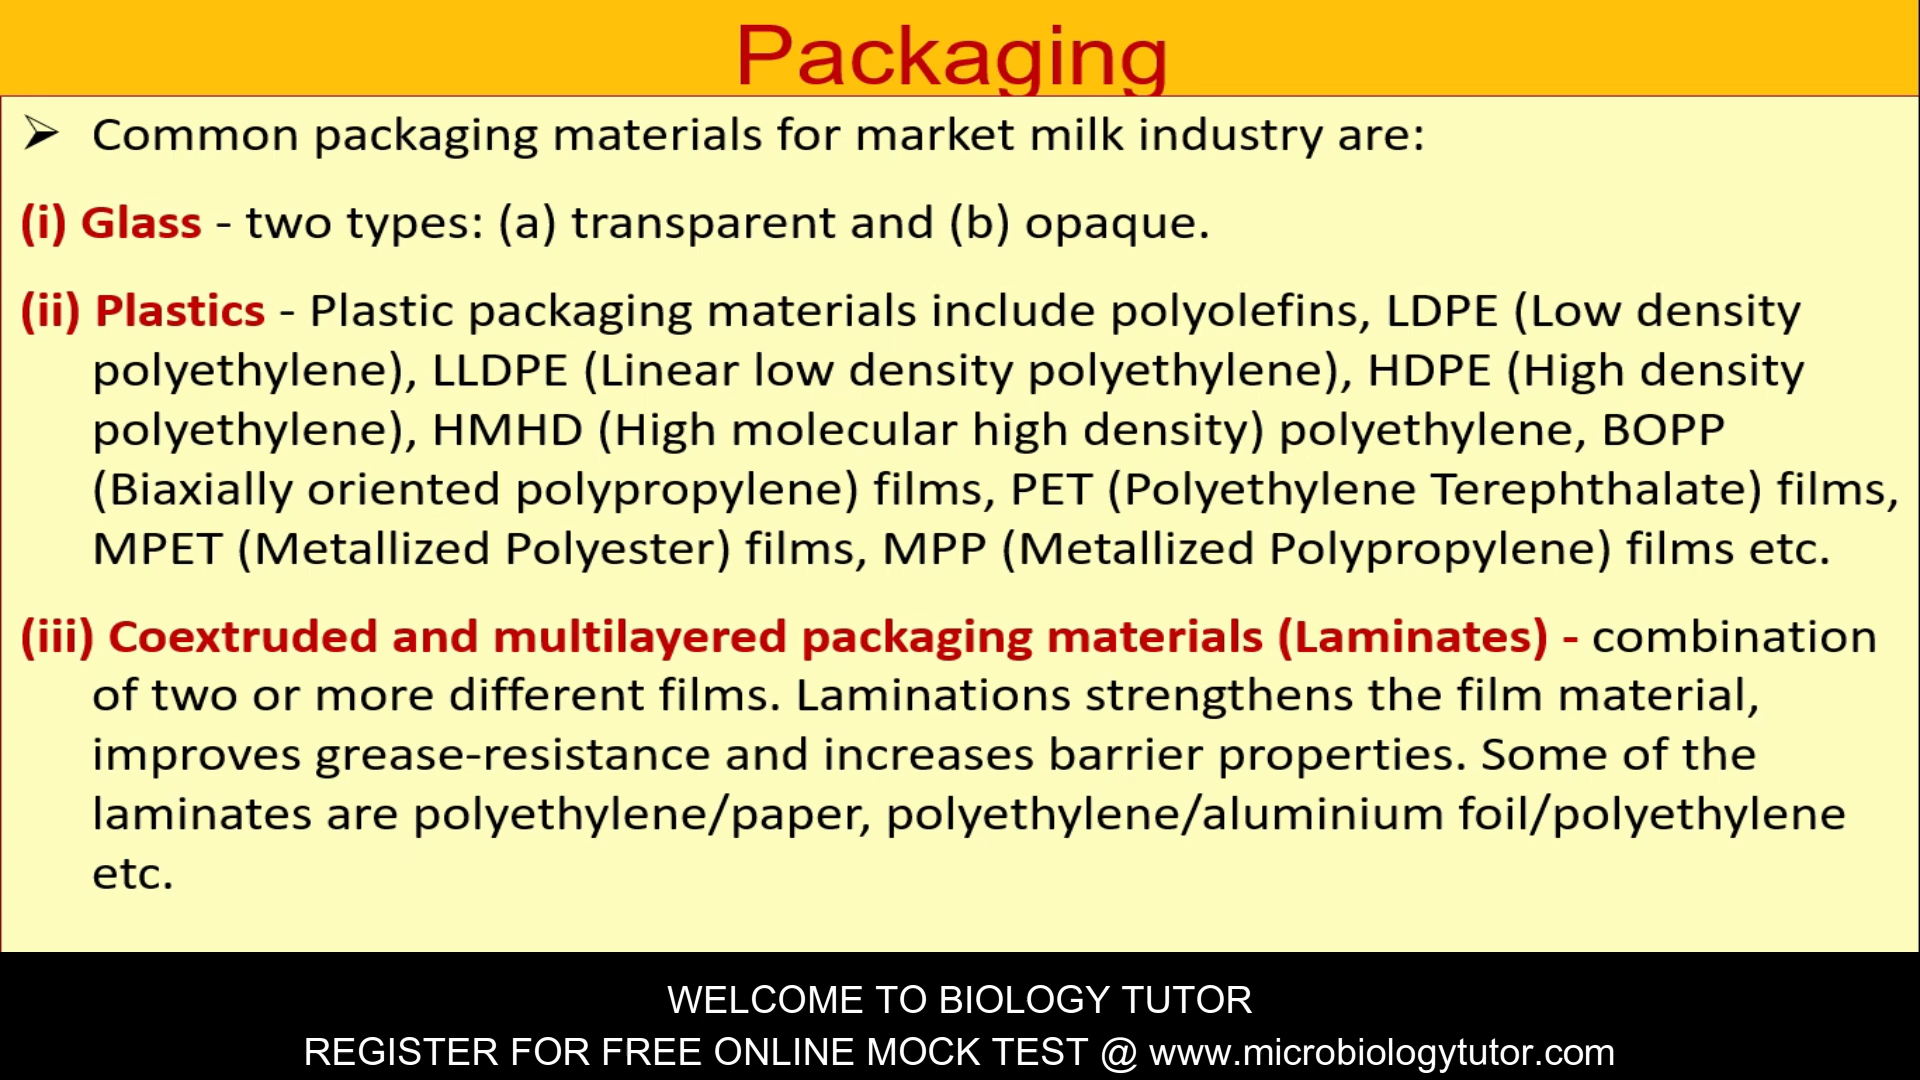 Packaging
➢ Common packaging materials for market milk industry are:
(i) Glass - two types: (a) transparent and (b) opaque.
(ii) Plastics - Plastic packaging materials include polyolefins, LDPE (Low density
polyethylene), LLDPE (Linear low density polyethylene), HDPE (High density
polyethylene), HMHD (High molecular high density) polyethylene, BOPP
(Biaxially oriented polypropylene) films, PET (Polyethylene Terephthalate) films,
MPET (Metallized Polyester) films, MPP (Metallized Polypropylene) films etc.
(iii) Coextruded and multilayered packaging materials (Laminates) - combination
of two or more different films. Laminations strengthens the film material,
improves grease-resistance and increases barrier properties. Some of the
laminates are polyethylene/paper, polyethylene/aluminium foil/polyethylene
etc.
WELCOME TO BIOLOGY TUTOR
REGISTER FOR FREE ONLINE MOCK TEST @ www.microbiologytutor.com